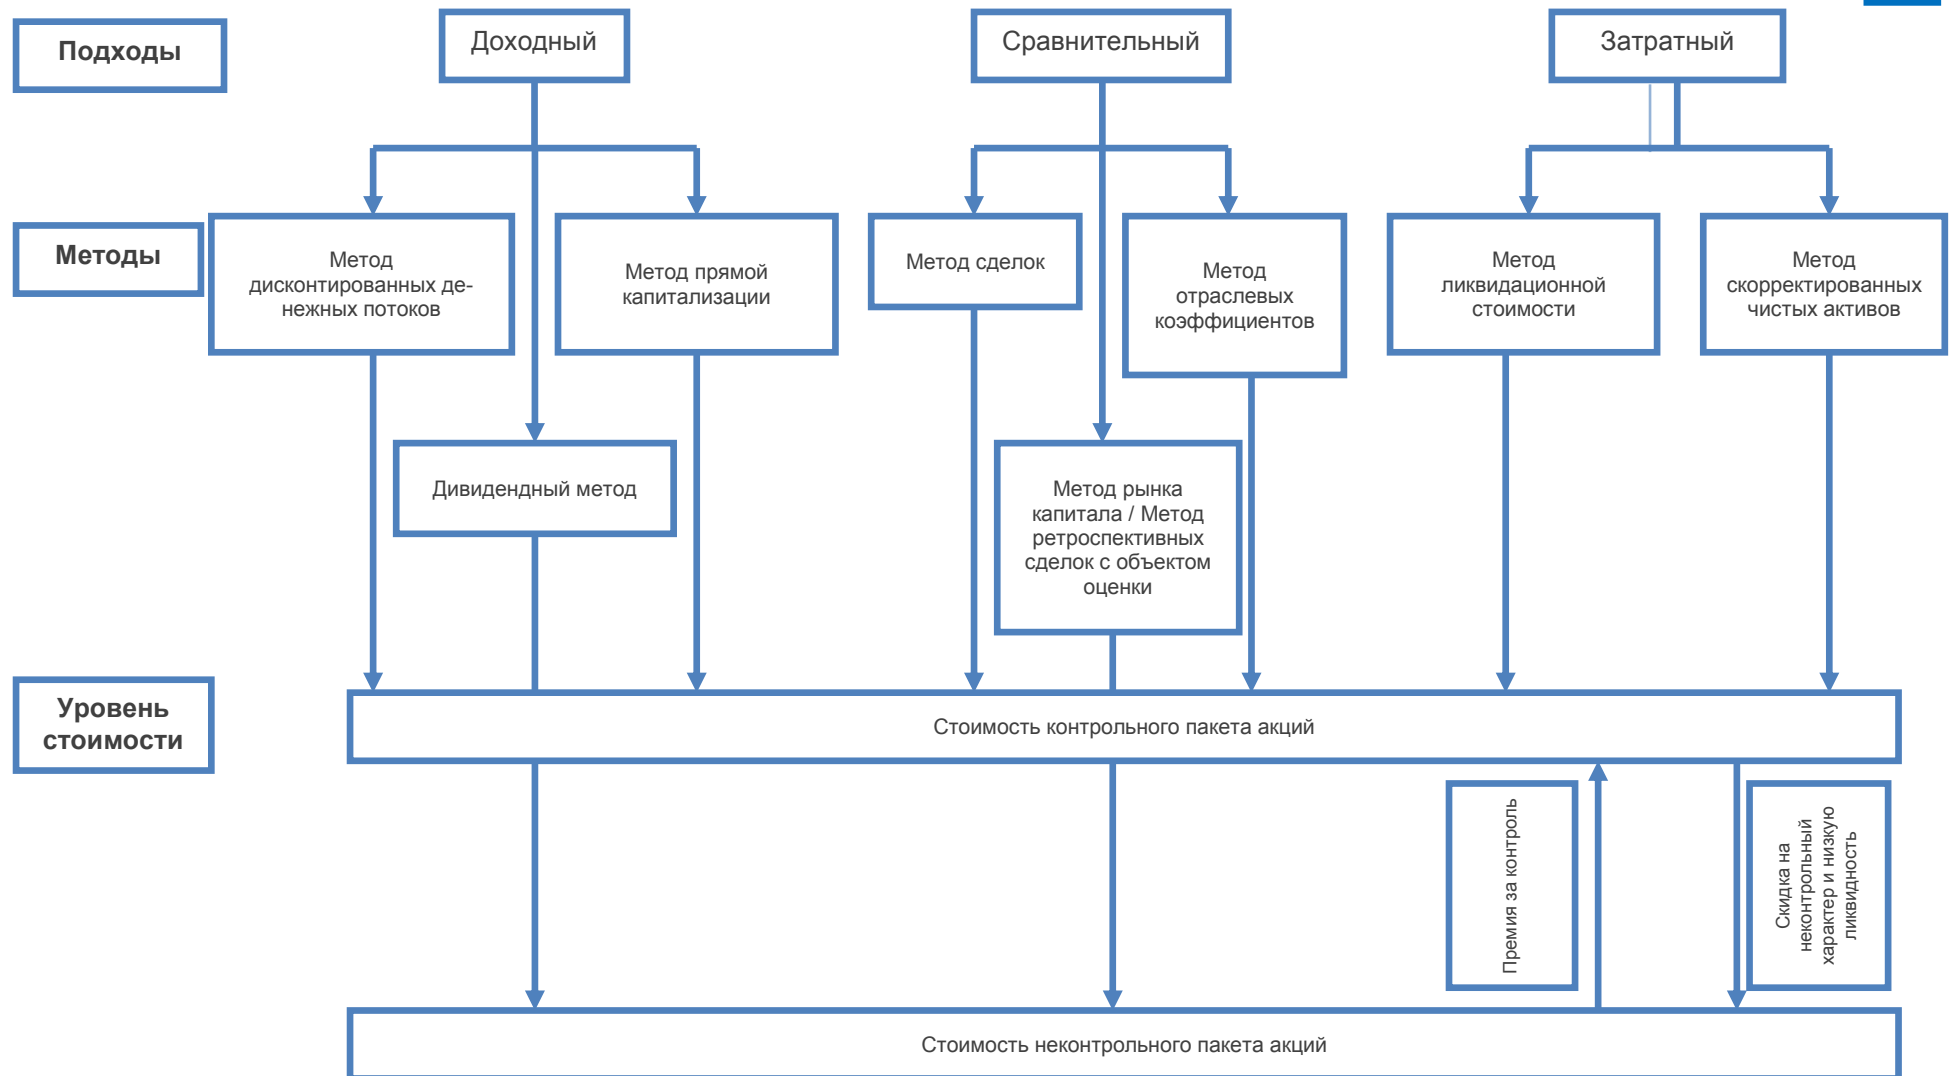 Подходы
Доходный
Сравнительный
Затратный
Методы
Метод
дисконтированных де-
нежных потоков
Метод прямой
капитализации
Метод сделок
Метод
отраслевых
коэффициентов
Метод
ликвидационной
стоимости
Метод
скорректированных
чистых активов
Дивидендный метод
Метод рынка
капитала / Метод
ретроспективных
сделок с объектом
оценки
Уровень
стоимости
Стоимость контрольного пакета акций
Премия за контроль
Скидка на
неконтрольный
характер и низкую
ликвидность
Стоимость неконтрольного пакета акций